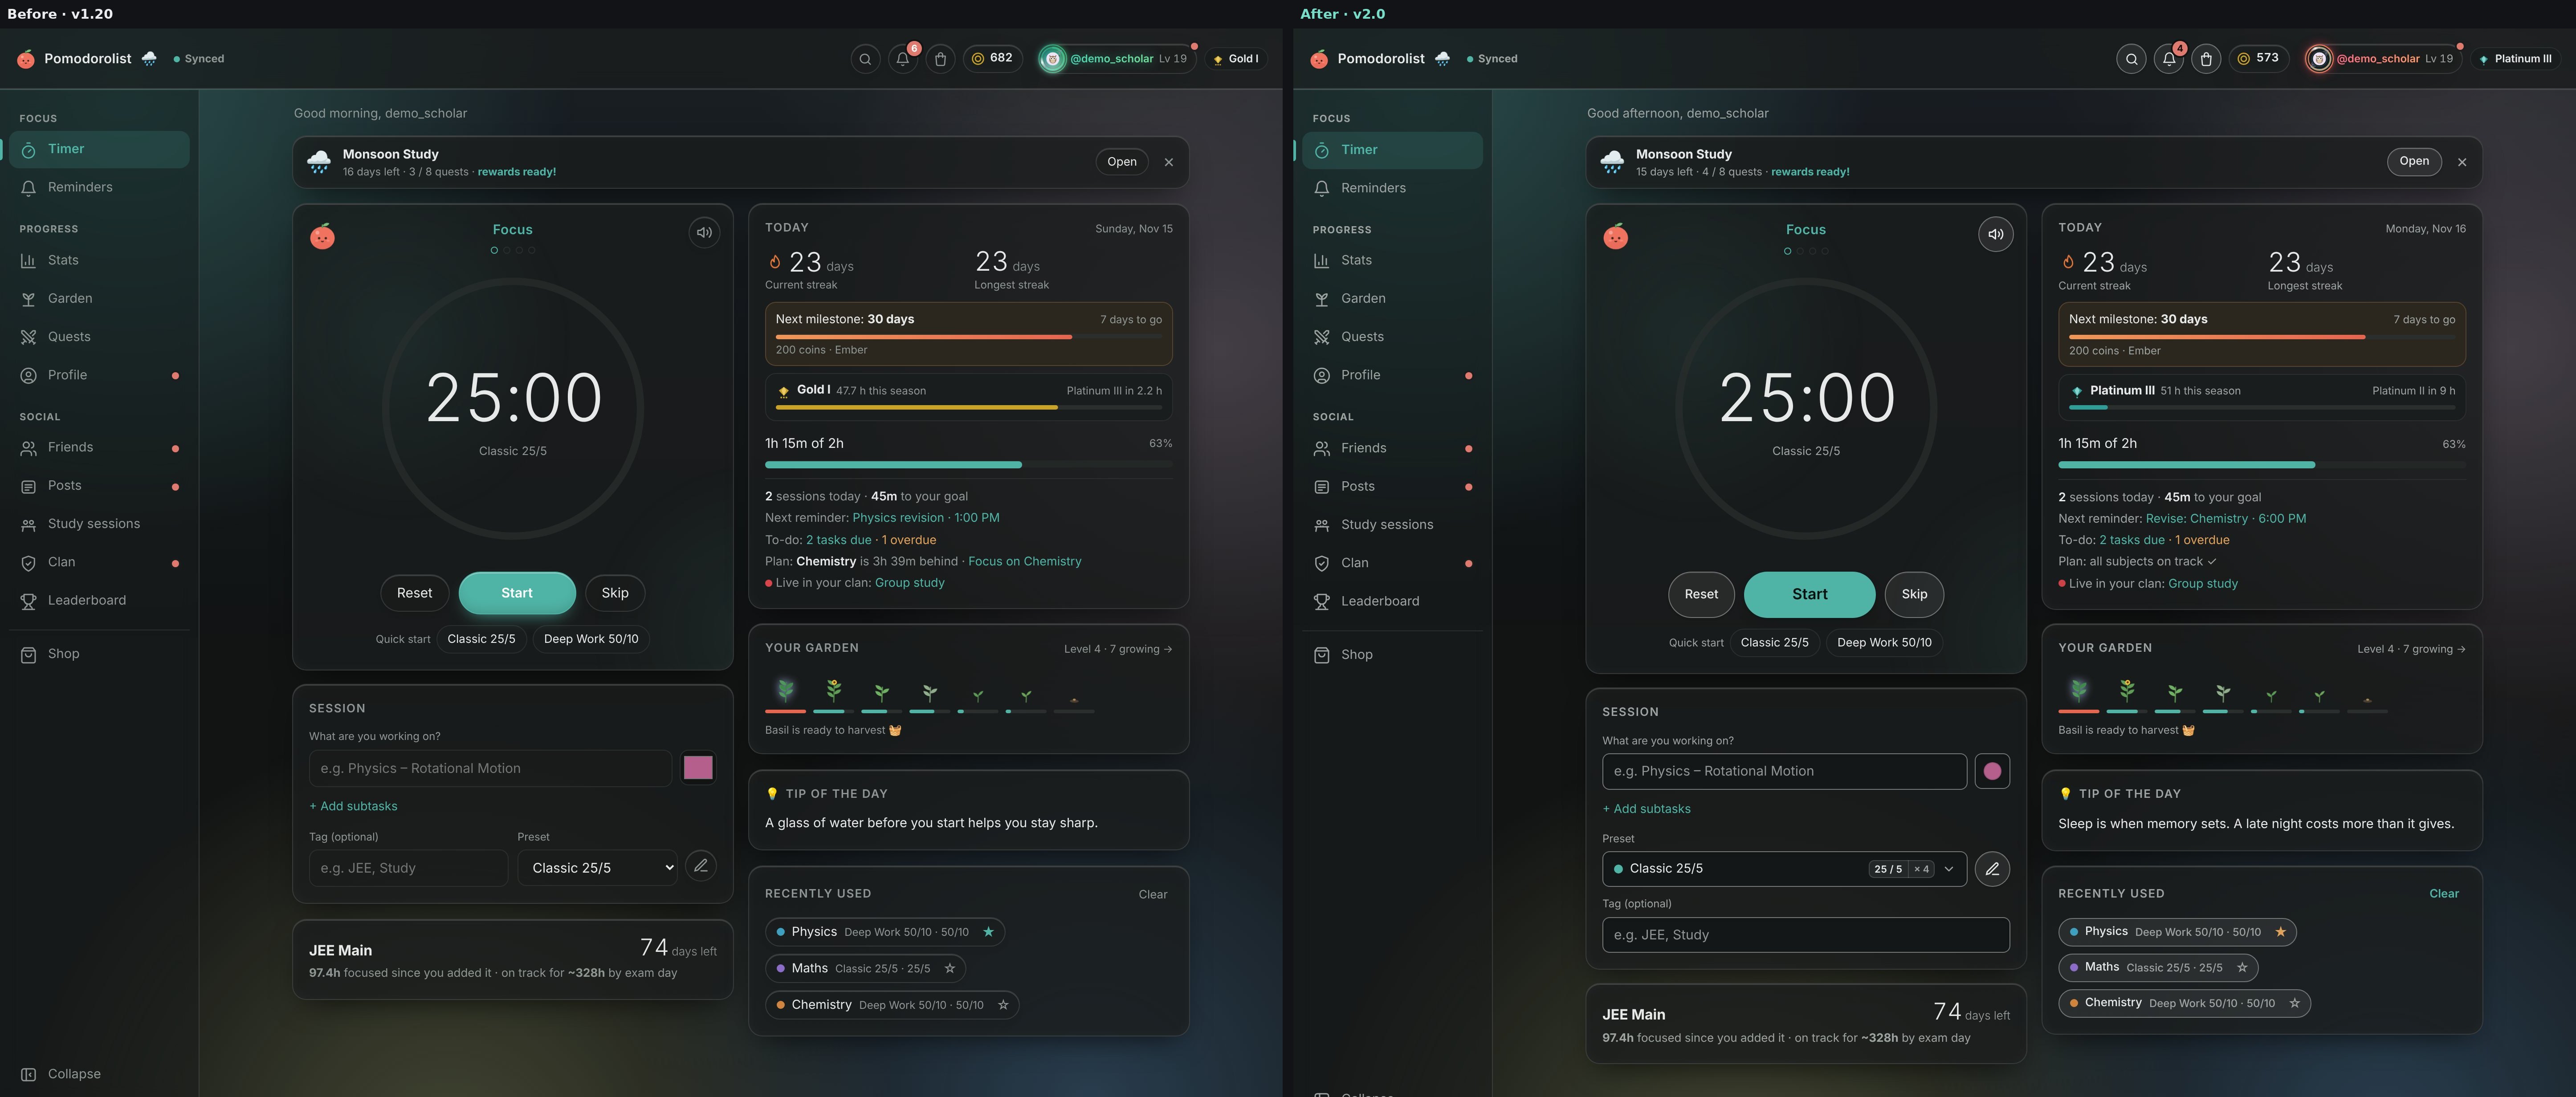 Before · v1.20
Pomodorolist
Synced
6
682
@demo_scholar Lv 19
Gold I
FOCUS
Timer
Reminders
PROGRESS
Stats
Garden
Quests
Profile
SOCIAL
Friends
Posts
Study sessions
Clan
Leaderboard
Shop
Collapse
Good morning, demo_scholar
Monsoon Study
16 days left · 3 / 8 quests · rewards ready!
Open
Focus
25:00
Classic 25/5
Reset
Start
Skip
Quick start
Classic 25/5
Deep Work 50/10
SESSION
What are you working on?
e.g. Physics – Rotational Motion
+ Add subtasks
Tag (optional)
Preset
e.g. JEE, Study
Classic 25/5
JEE Main
74 days left
97.4h focused since you added it · on track for ~328h by exam day
TODAY
Sunday, Nov 15
23 days
Current streak
23 days
Longest streak
Next milestone: 30 days
7 days to go
200 coins · Ember
Gold I 47.7 h this season
Platinum III in 2.2 h
1h 15m of 2h
63%
2 sessions today · 45m to your goal
Next reminder: Physics revision · 1:00 PM
To-do: 2 tasks due · 1 overdue
Plan: Chemistry is 3h 39m behind · Focus on Chemistry
Live in your clan: Group study
YOUR GARDEN
Level 4 · 7 growing →
Basil is ready to harvest
TIP OF THE DAY
A glass of water before you start helps you stay sharp.
RECENTLY USED
Clear
Physics Deep Work 50/10 · 50/10
Maths Classic 25/5 · 25/5
Chemistry Deep Work 50/10 · 50/10
After · v2.0
Pomodorolist
Synced
4
573
@demo_scholar Lv 19
Platinum III
FOCUS
Timer
Reminders
PROGRESS
Stats
Garden
Quests
Profile
SOCIAL
Friends
Posts
Study sessions
Clan
Leaderboard
Shop
Good afternoon, demo_scholar
Monsoon Study
15 days left · 4 / 8 quests · rewards ready!
Open
Focus
25:00
Classic 25/5
Reset
Start
Skip
Quick start
Classic 25/5
Deep Work 50/10
SESSION
What are you working on?
e.g. Physics – Rotational Motion
+ Add subtasks
Preset
Classic 25/5
25 / 5
× 4
Tag (optional)
e.g. JEE, Study
JEE Main
74 days left
97.4h focused since you added it · on track for ~328h by exam day
TODAY
Monday, Nov 16
23 days
Current streak
23 days
Longest streak
Next milestone: 30 days
7 days to go
200 coins · Ember
Platinum III 51 h this season
Platinum II in 9 h
1h 15m of 2h
63%
2 sessions today · 45m to your goal
Next reminder: Revise: Chemistry · 6:00 PM
To-do: 2 tasks due · 1 overdue
Plan: all subjects on track ✓
Live in your clan: Group study
YOUR GARDEN
Level 4 · 7 growing →
Basil is ready to harvest
TIP OF THE DAY
Sleep is when memory sets. A late night costs more than it gives.
RECENTLY USED
Clear
Physics Deep Work 50/10 · 50/10
Maths Classic 25/5 · 25/5
Chemistry Deep Work 50/10 · 50/10